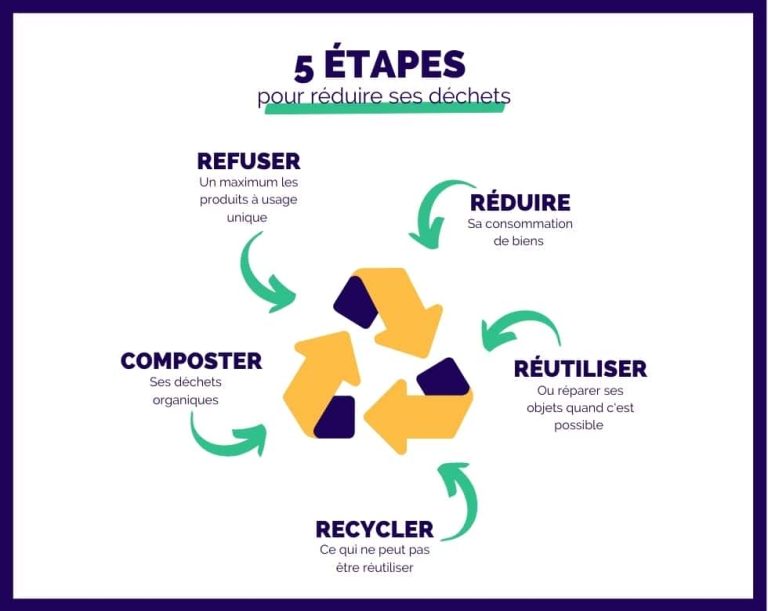 5 ÉTAPES
pour réduire ses déchets
REFUSER
Un maximum les
produits à usage
unique
RÉDUIRE
Sa consommation
de biens
RÉUTILISER
Ou réparer ses
objets quand c'est
possible
RECYCLER
Ce qui ne peut pas
être réutiliser
COMPOSTER
Ses déchets
organiques